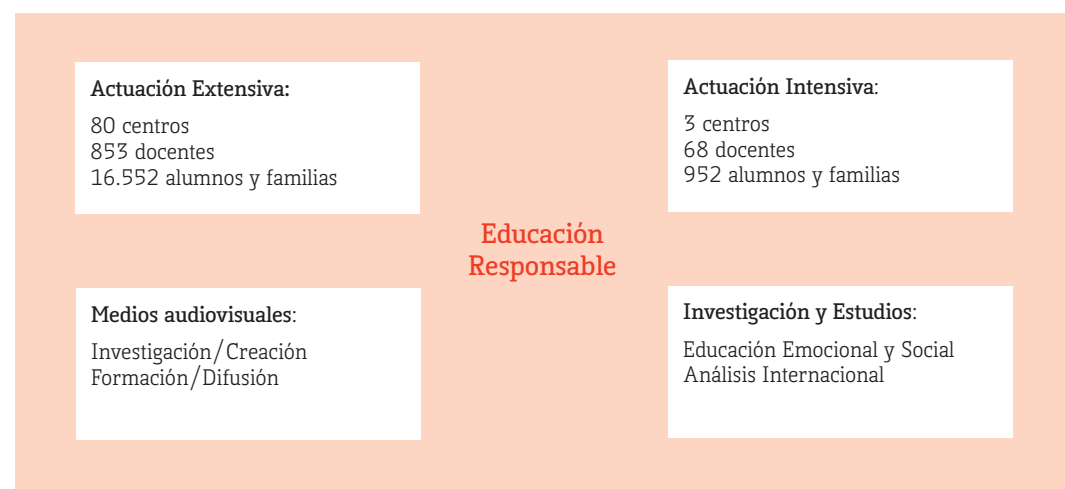 Actuación Extensiva:
80 centros
853 docentes
16.552 alumnos y familias
Actuación Intensiva:
3 centros
68 docentes
952 alumnos y familias
Educación
Responsable
Medios audiovisuales:
Investigación/Creación
Formación/Difusión
Investigación y Estudios:
Educación Emocional y Social
Análisis Internacional